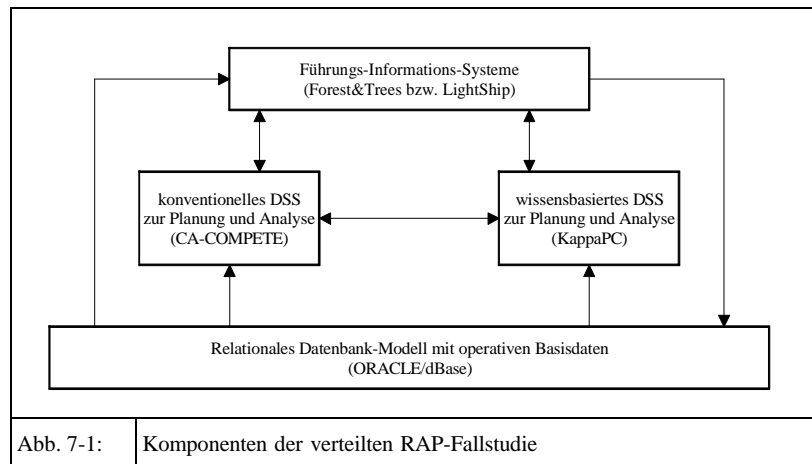 Führungs-Informations-Systeme
(Forest&Trees bzw. LightShip)
konventionelles DSS
zur Planung und Analyse
(CA-COMPETE)
wissensbasiertes DSS
zur Planung und Analyse
(KappaPC)
Relationales Datenbank-Modell mit operativen Basisdaten
(ORACLE/dBase)
Abb. 7-1: Komponenten der verteilten RAP-Fallstudie